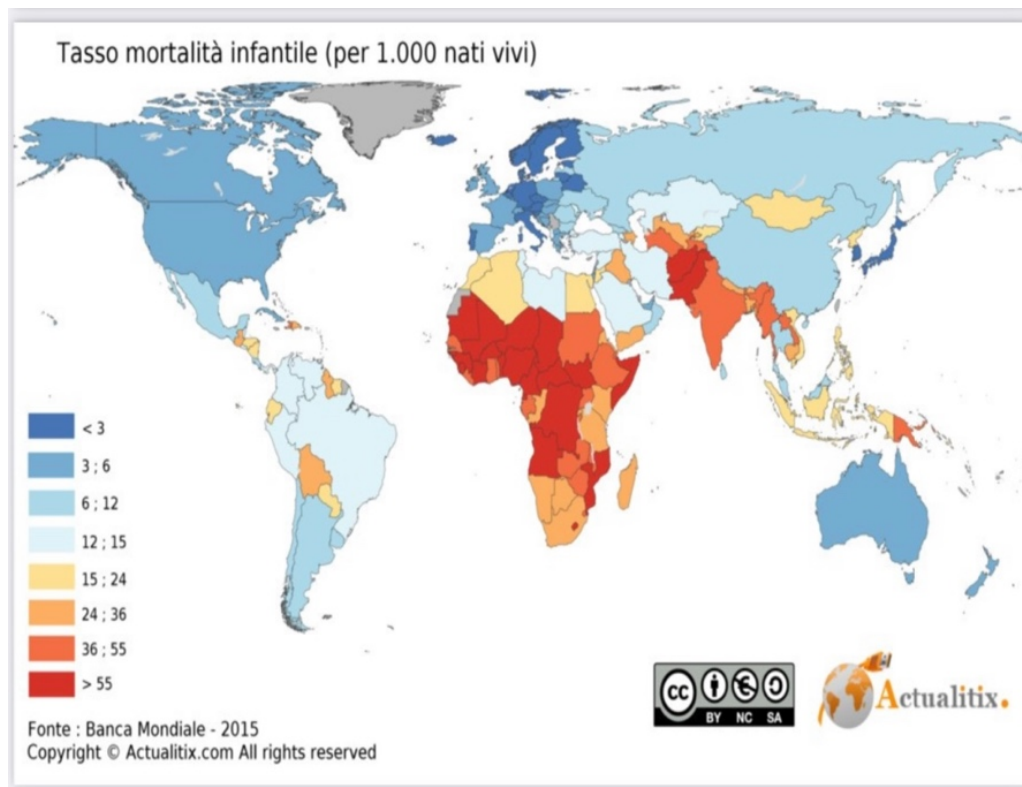 Tasso mortalità infantile (per 1.000 nati vivi)
< 3
3 ; 6
6 ; 12
12 ; 15
15 ; 24
24 ; 36
36 ; 55
> 55
Fonte : Banca Mondiale - 2015
Copyright © Actualitix.com All rights reserved
cc
BY NC SA
Actualitix.